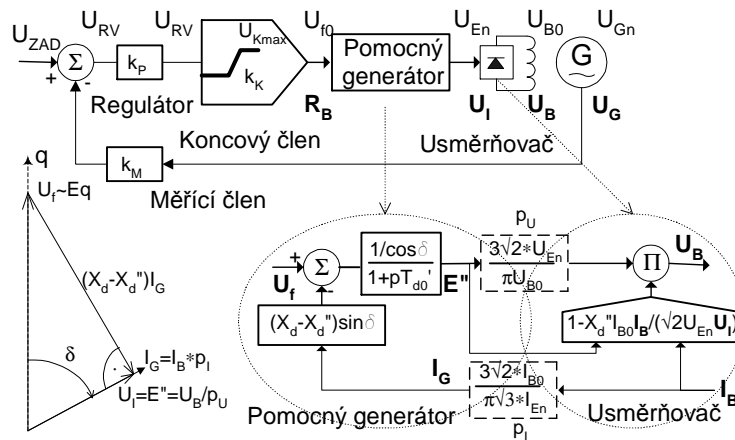 U_ZAD
U_RV
U_RV
U_f0
U_En
U_B0
U_Gn
+
Σ
-
k_P
U_Kmax
k_K
Pomocný
generátor
G
Regulátor
R_B
U_I
U_B
U_G
Koncový člen
Usměrňovač
k_M
Měřící člen
q
U_f~Eq
(X_d-X_d")I_G
δ
I_G=I_B*p_I
U_I=E"=U_B/p_U
+
U_f
Σ
-
1/cosδ
1+pT_d0'
E"
p_U
3√2*U_En
πU_B0
Π
U_B
(X_d-X_d")sinδ
1-X_d"I_B0I_B/(√2U_EnU_I)
I_G
3√2*I_B0
π√3*I_En
p_I
I_B
Pomocný generátor
Usměrňovač